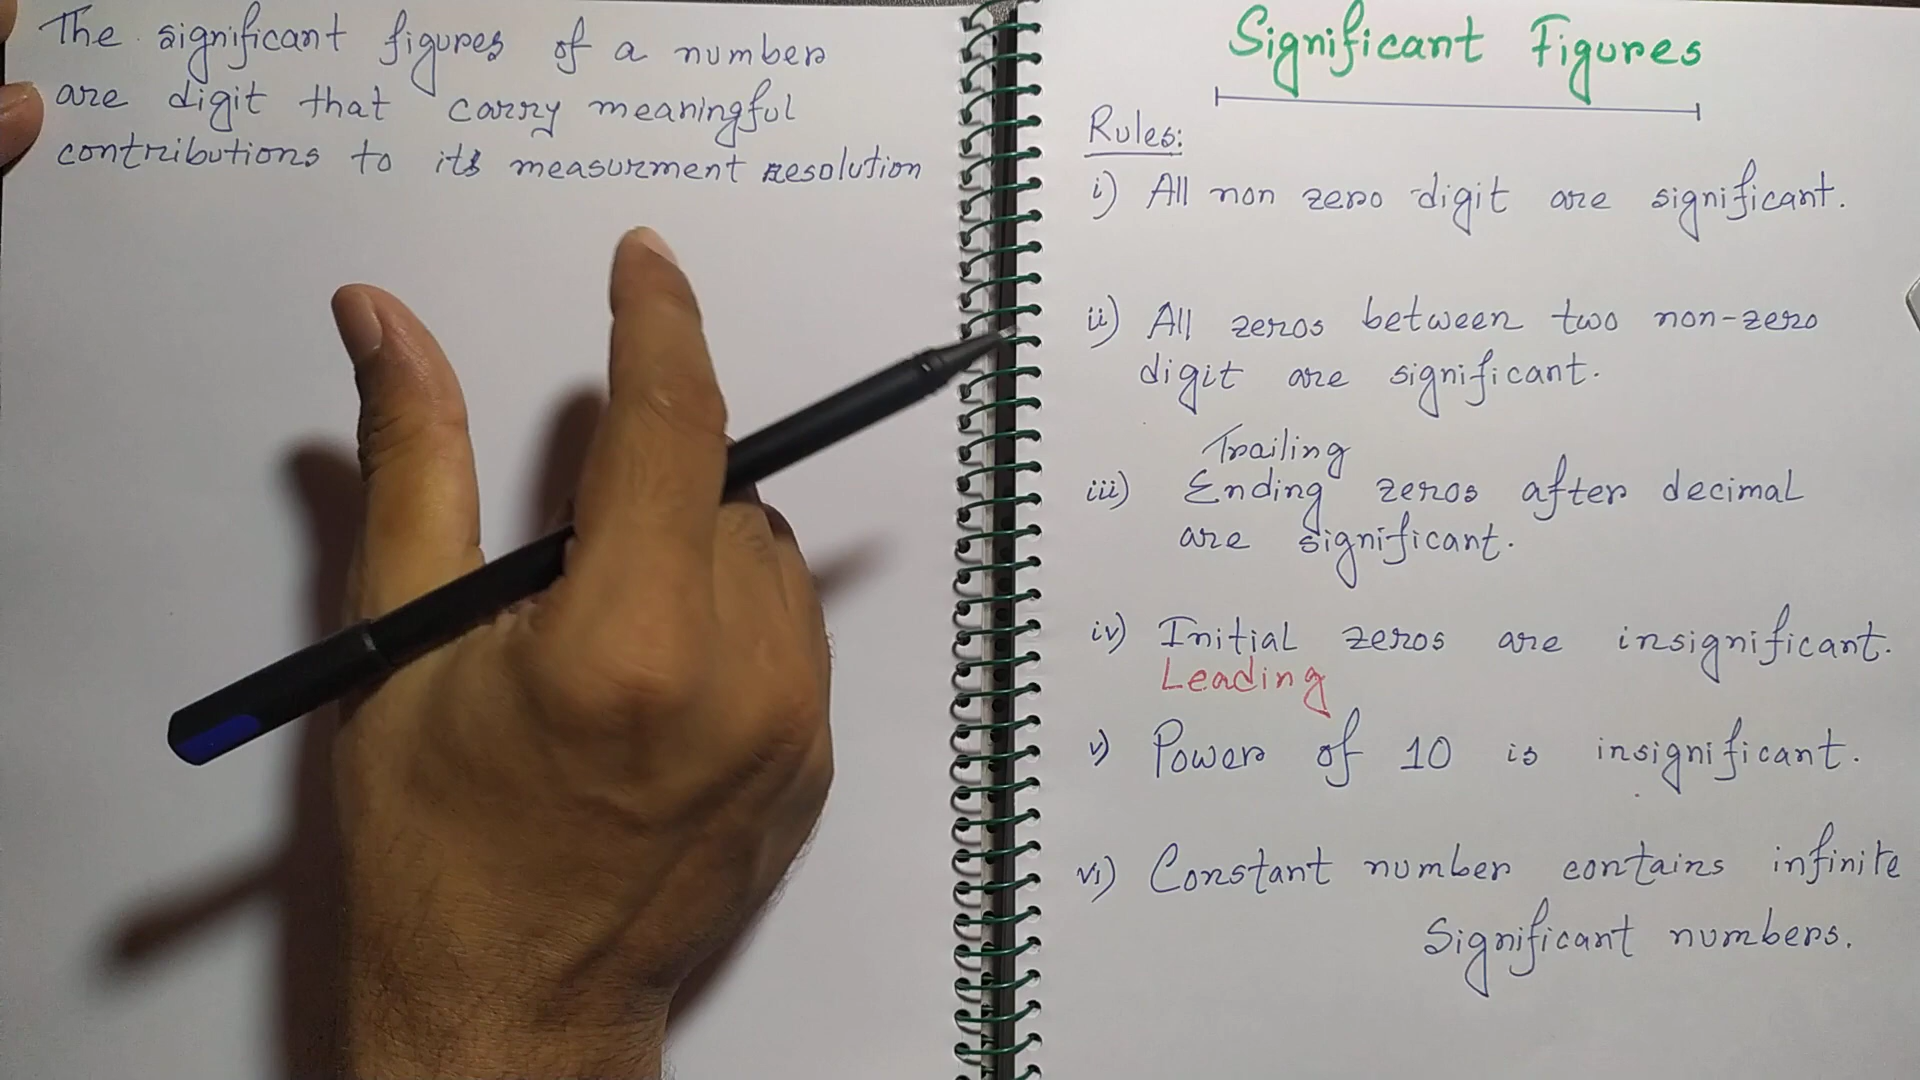 The significant figures of a number
are digit that carry meaningful
contributions to its measurment resolution
Significant Figures
Rules:
i) All non zero digit are significant.
ii) All zeros between two non-zero
digit are significant.
Trailing
iii) Ending zeros after decimal
are significant.
iv) Initial zeros are insignificant.
Leading
v) Power of 10 is insignificant.
vi) Constant number contains infinite
Significant numbers.